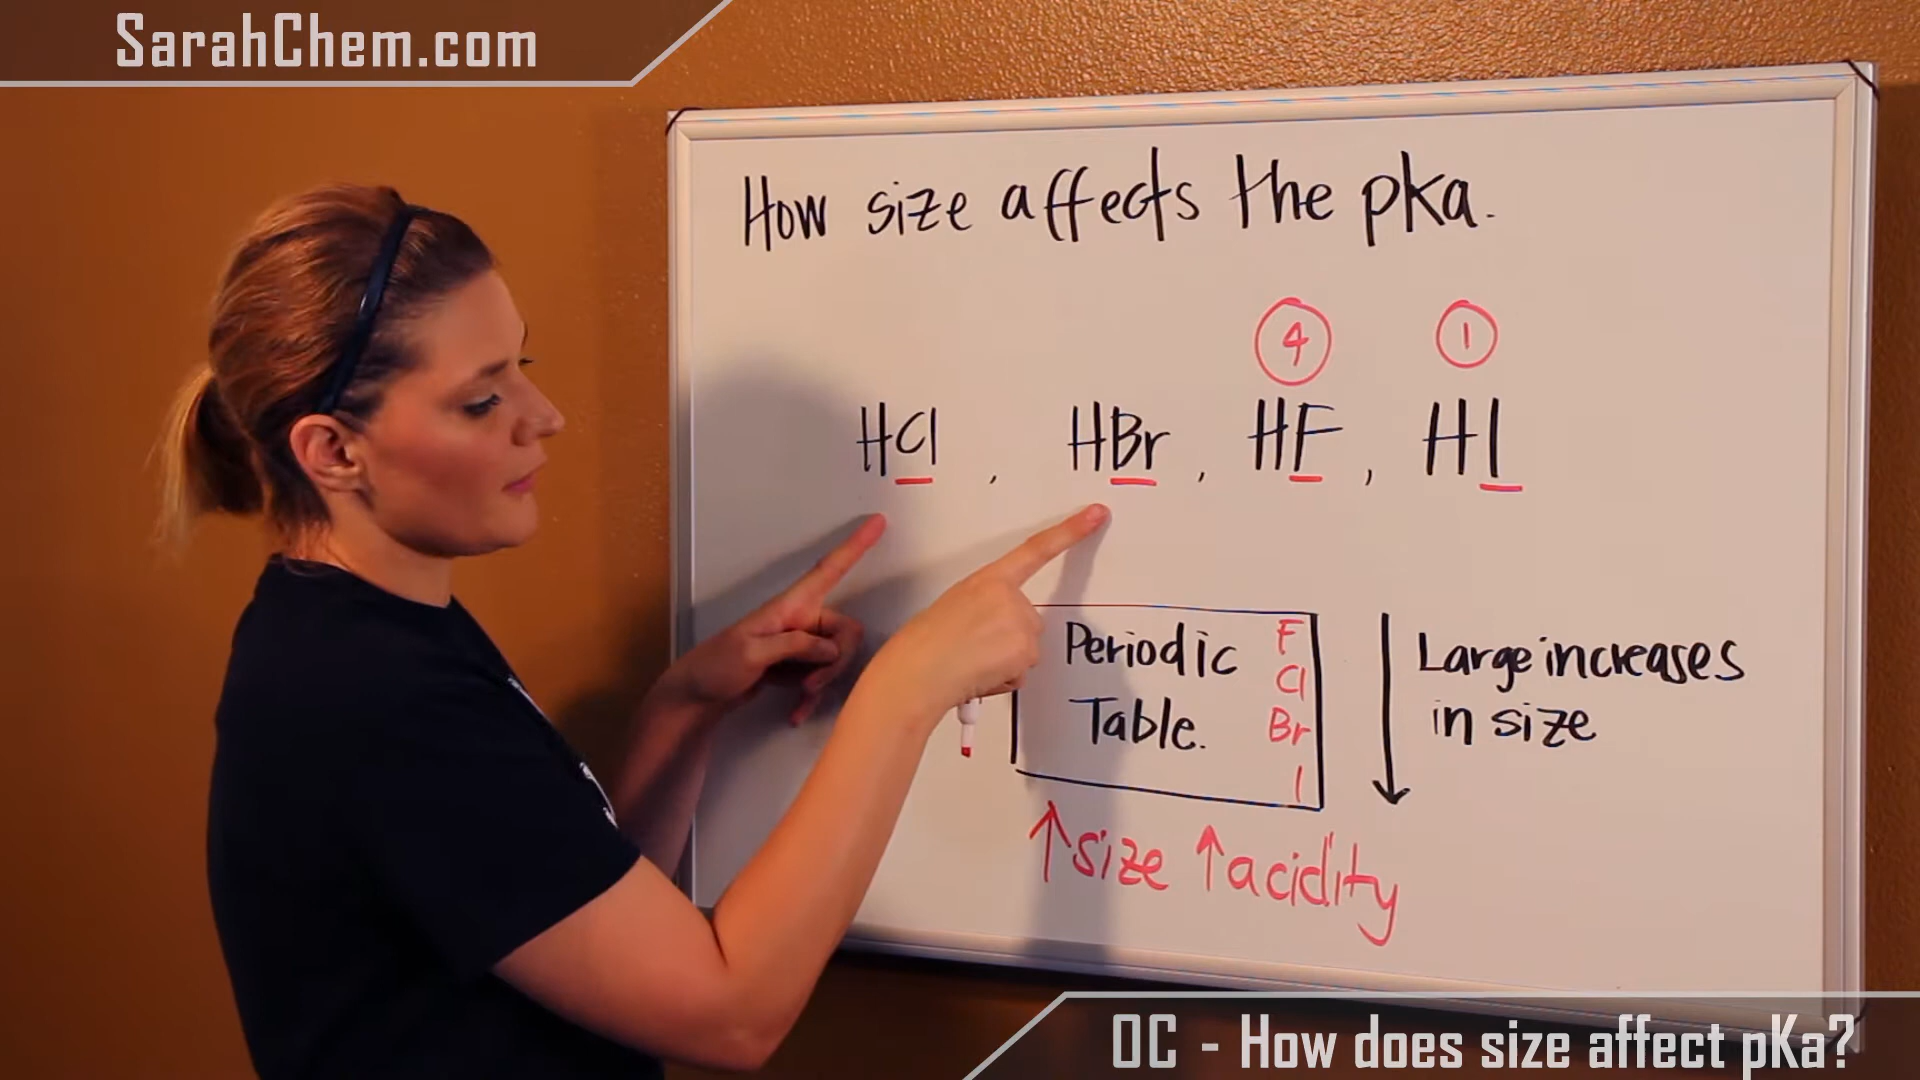 SarahChem.com
How size affects the pka.
4 1
HCl , HBr , HF , HI
Periodic
Table.
F
Cl
Br
I
Large increases
in size
↑size ↑acidity
OC - How does size affect pKa?